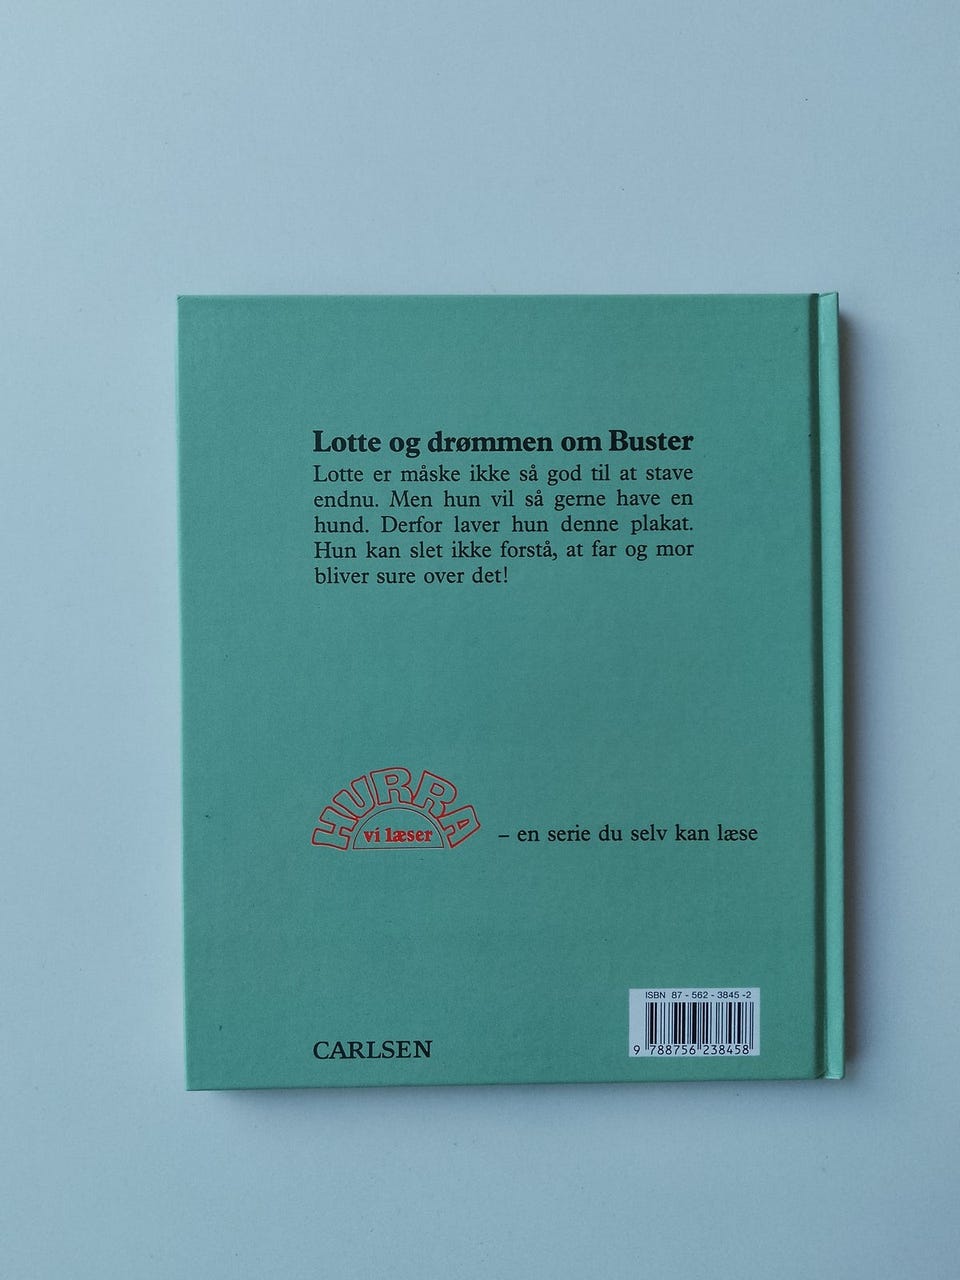 Lotte og drømmen om Buster
Lotte er måske ikke så god til at stave
endnu. Men hun vil så gerne have en
hund. Derfor laver hun denne plakat.
Hun kan slet ikke forstå, at far og mor
bliver sure over det!
HURRA
vi læser
– en serie du selv kan læse
CARLSEN
ISBN 87 - 562 - 3845 -2
9 788756 238458